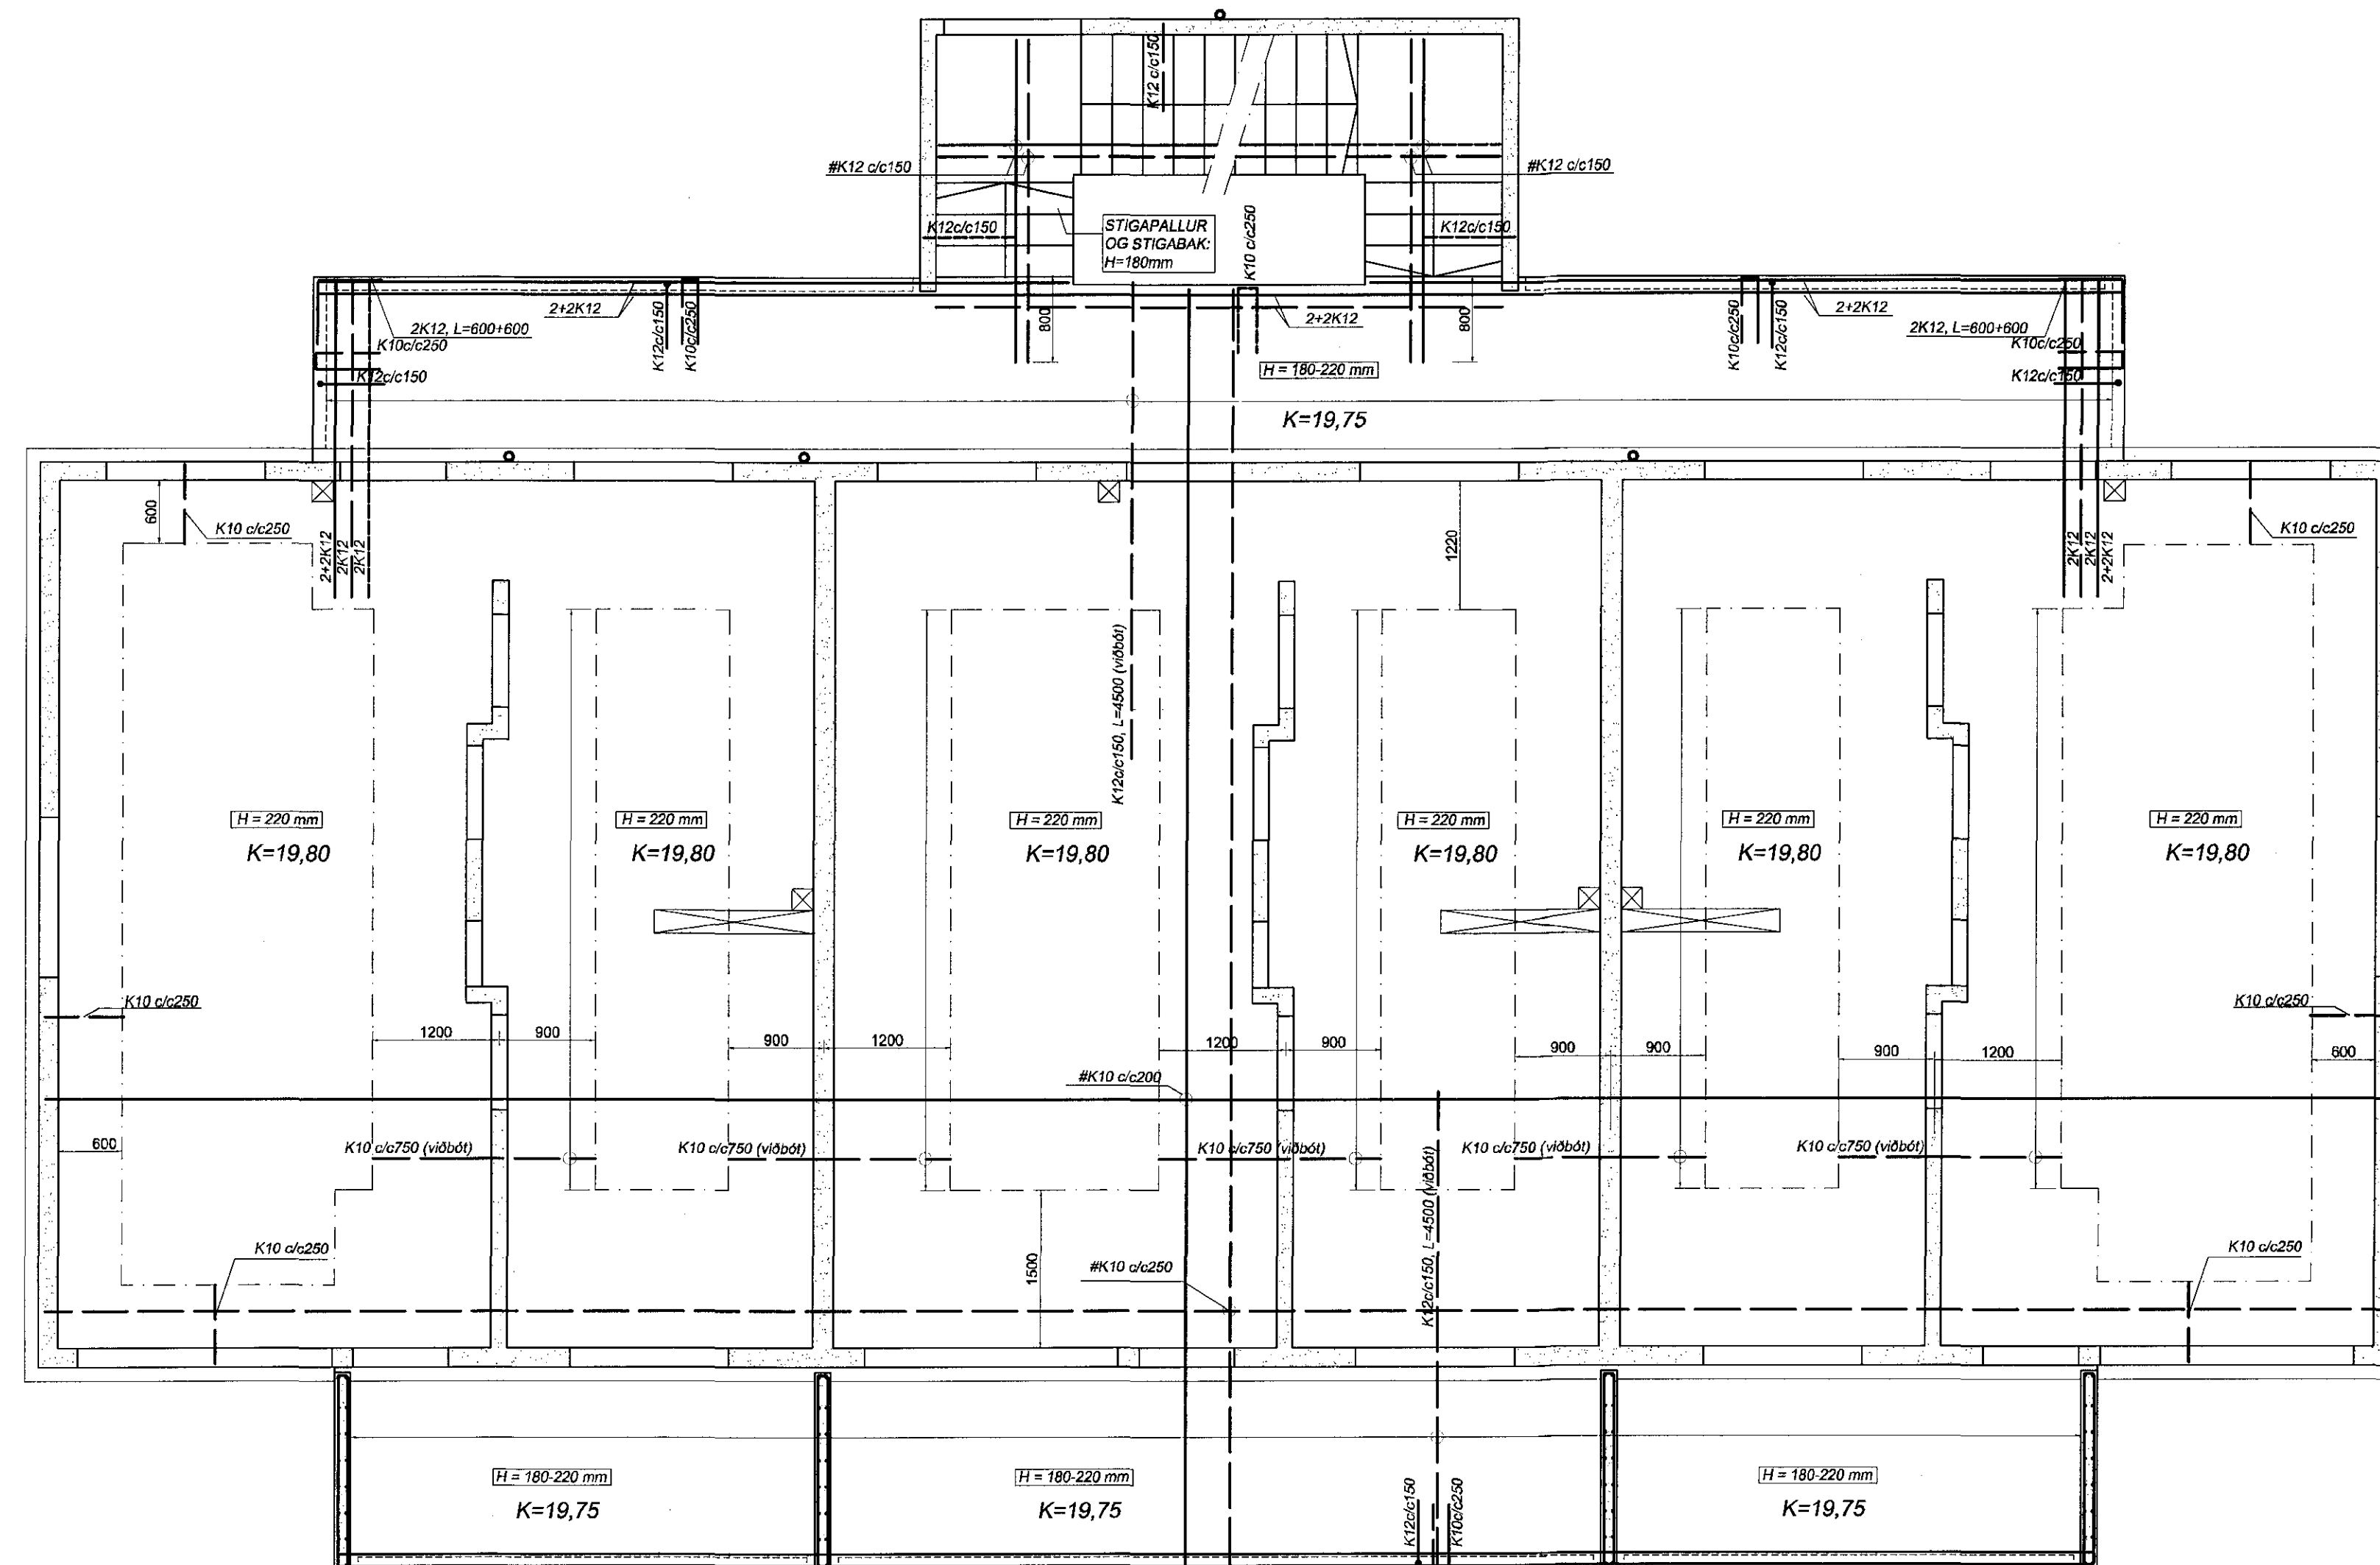 K12 c/c150
#K12 c/c150
#K12 c/c150
K12c/c150
STIGAPALLUR
OG STIGABAK:
H=180mm
K10 c/c250
K12c/c150
2+2K12
2K12, L=600+600
K12c/c150
K10c/c250
800
2+2K12
800
K10c/c250
K12c/c150
2+2K12
2K12, L=600+600
K10c/c250
K12c/c150
K10c/c250
K12c/c150
H = 180-220 mm
K=19,75
600
K10 c/c250
2+2K12
2K12
2K12
1220
2K12
2K12
2+2K12
K10 c/c250
K12c/c150, L=4500 (viðbót)
H = 220 mm
K=19,80
H = 220 mm
K=19,80
H = 220 mm
K=19,80
H = 220 mm
K=19,80
H = 220 mm
K=19,80
H = 220 mm
K=19,80
K10 c/c250
K10 c/c250
1200
900
900
1200
1200
900
900
900
900
1200
600
#K10 c/c200
600
K10 c/c750 (viðbót)
K10 c/c750 (viðbót)
K10 c/c750 (viðbót)
K10 c/c750 (viðbót)
K10 c/c750 (viðbót)
K12c/c150, L=4500 (viðbót)
K10 c/c250
1500
#K10 c/c250
K10 c/c250
H = 180-220 mm
K=19,75
H = 180-220 mm
K=19,75
K12c/c150
K10c/c250
H = 180-220 mm
K=19,75